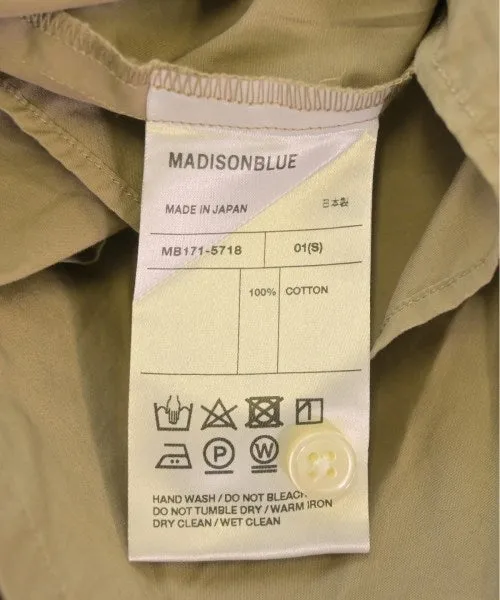 MADISONBLUE
MADE IN JAPAN 日本製
MB171-5718 01(S)
100% COTTON
P W
HAND WASH / DO NOT BLEACH
DO NOT TUMBLE DRY / WARM IRON
DRY CLEAN / WET CLEAN